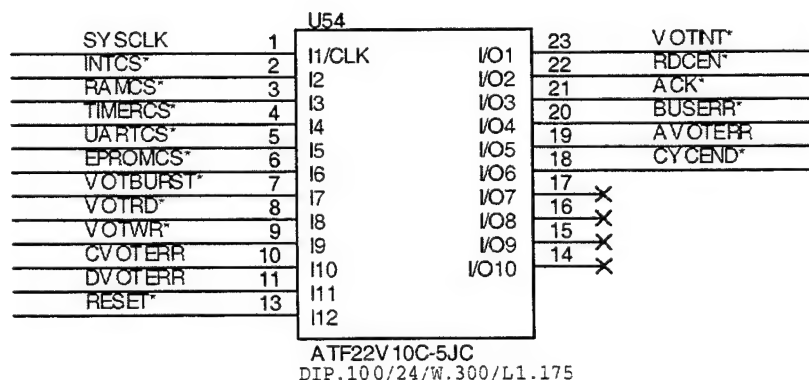 U54
SYSCLK 1 I1/CLK I/O1 23 VOTINT*
INTCS* 2 I2 I/O2 22 RDCEN*
RAMCS* 3 I3 I/O3 21 ACK*
TIMERCS* 4 I4 I/O4 20 BUSERR*
UARTCS* 5 I5 I/O5 19 AVOTERR
EPROMCS* 6 I6 I/O6 18 CYCEND*
VOTBURST* 7 I7 I/O7 17
VOTRD* 8 I8 I/O8 16
VOTWR* 9 I9 I/O9 15
CVOTERR 10 I10 I/O10 14
DVOTERR 11 I11
RESET* 13 I12
ATF22V10C-5JC
DIP.100/24/W.300/L1.175